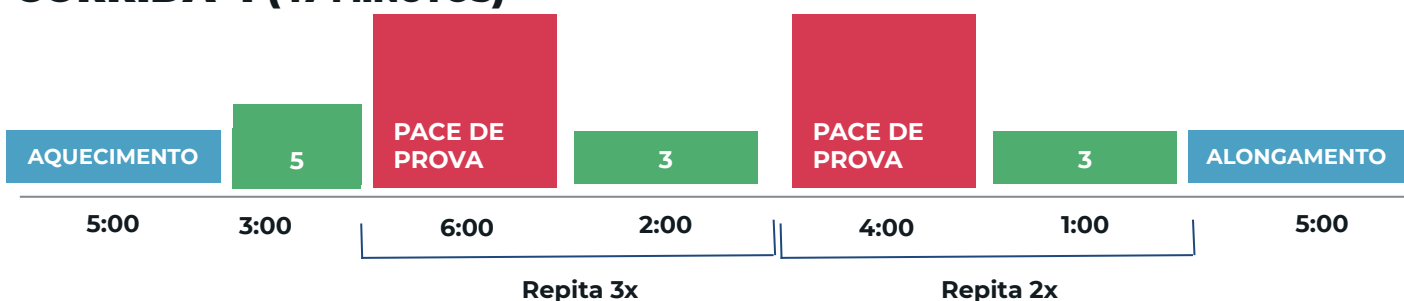 AQUECIMENTO
5
PACE DE
PROVA
3
PACE DE
PROVA
3
ALONGAMENTO
5:00
3:00
6:00
2:00
4:00
1:00
5:00
Repita 3x
Repita 2x